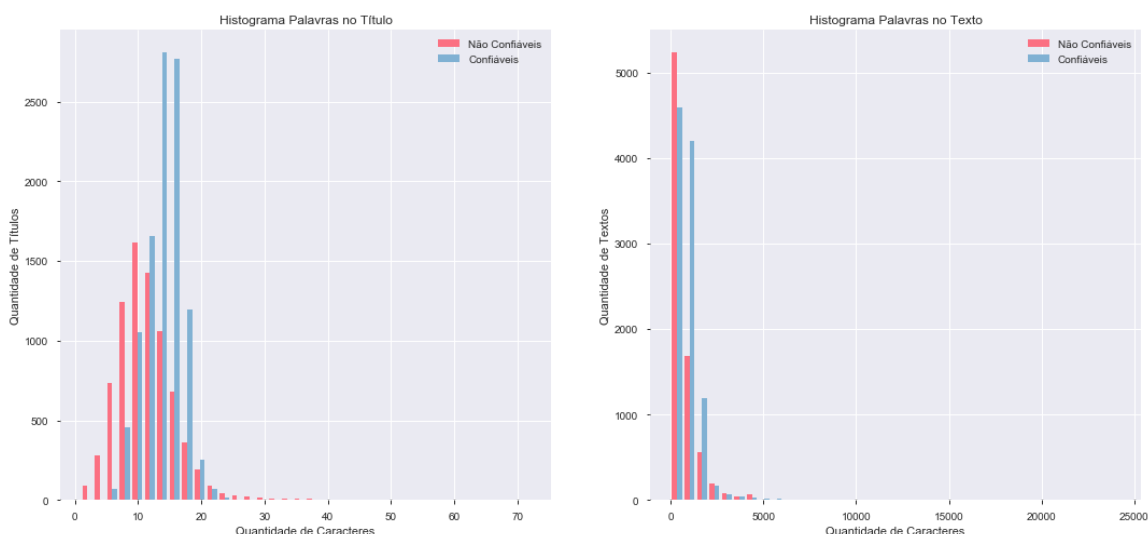 Histograma Palavras no Título
Não Confiáveis
Confiáveis
Quantidade de Títulos
2500
2000
1500
1000
500
0
0 10 20 30 40 50 60 70
Quantidade de Caracteres
Histograma Palavras no Texto
Não Confiáveis
Confiáveis
Quantidade de Textos
5000
4000
3000
2000
1000
0
0 5000 10000 15000 20000 25000
Quantidade de Caracteres